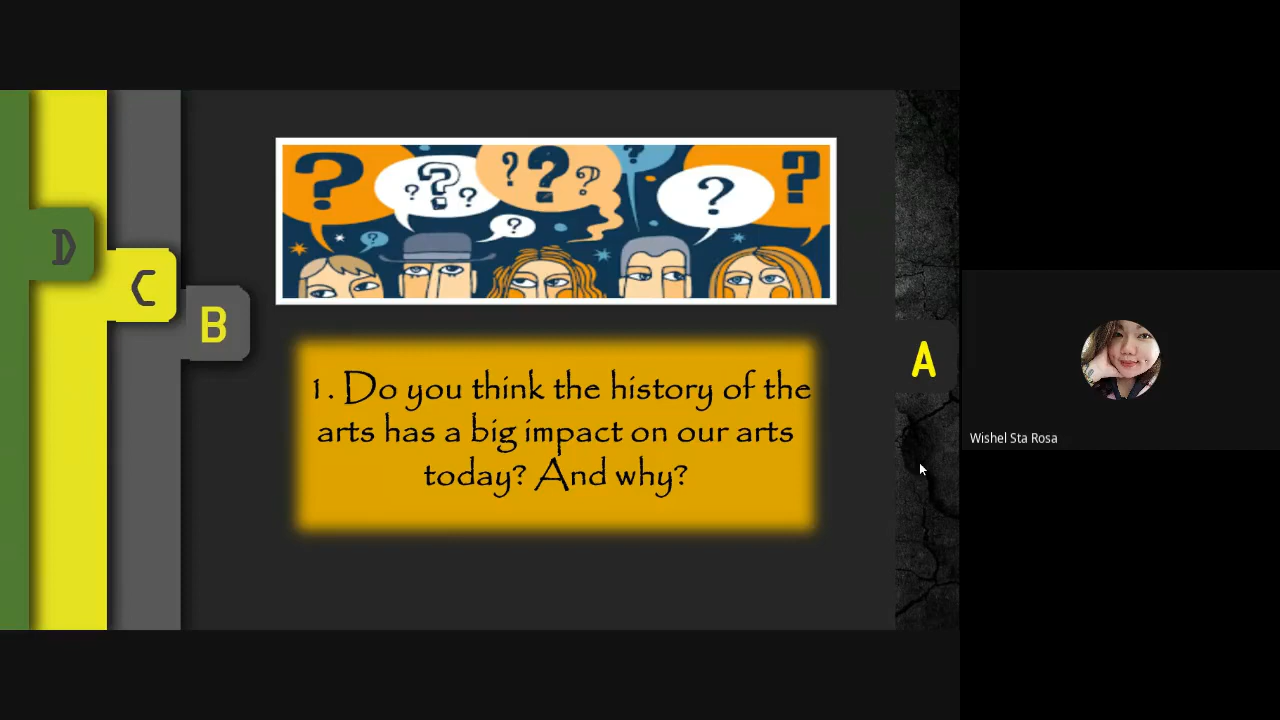 D
C
B
1. Do you think the history of the
arts has a big impact on our arts
today? And why?
A
Wishel Sta Rosa